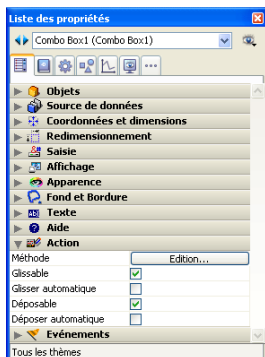 Liste des propriétés
Combo Box1 (Combo Box1)
Objets
Source de données
Coordonnées et dimensions
Redimensionnement
Saisie
Affichage
Apparence
Fond et Bordure
Texte
Aide
Action
Méthode Edition...
Glissable
Glisser automatique
Déposable
Déposer automatique
Evénements
Tous les thèmes